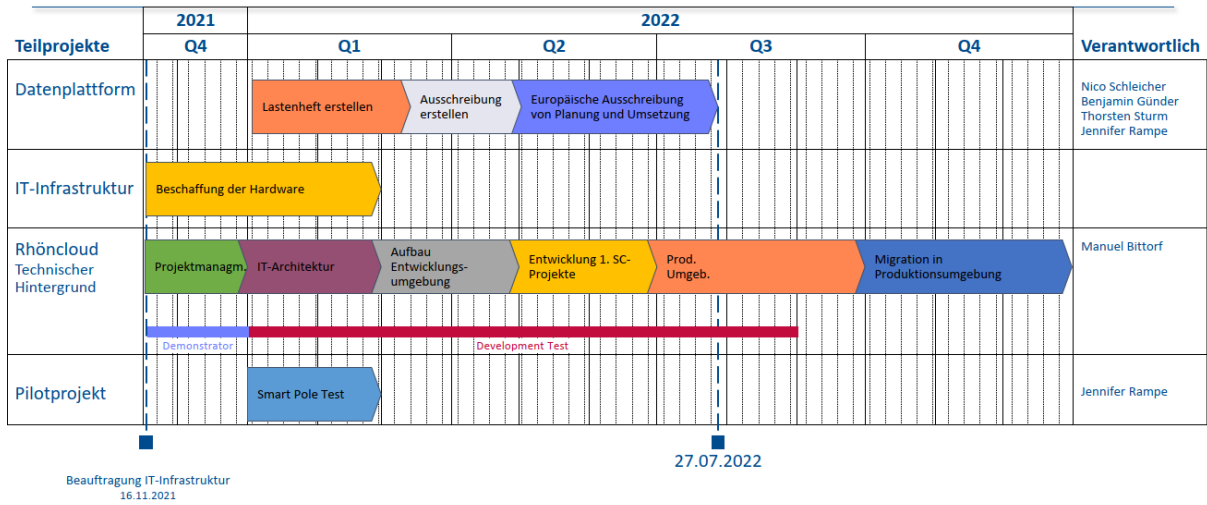 2021
2022
Teilprojekte
Q4
Q1
Q2
Q3
Q4
Verantwortlich
Datenplattform
Lastenheft erstellen
Ausschreibung
erstellen
Europäische Ausschreibung
von Planung und Umsetzung
Nico Schleicher
Benjamin Günder
Thorsten Sturm
Jennifer Rampe
IT-Infrastruktur
Beschaffung der Hardware
Rhöncloud
Technischer
Hintergrund
Projektmanagm.
IT-Architektur
Aufbau
Entwicklungs-
umgebung
Entwicklung 1. SC-
Projekte
Prod.
Umgeb.
Migration in
Produktionsumgebung
Manuel Bittorf
Demonstrator
Development Test
Pilotprojekt
Smart Pole Test
Jennifer Rampe
27.07.2022
Beauftragung IT-Infrastruktur
16.11.2021